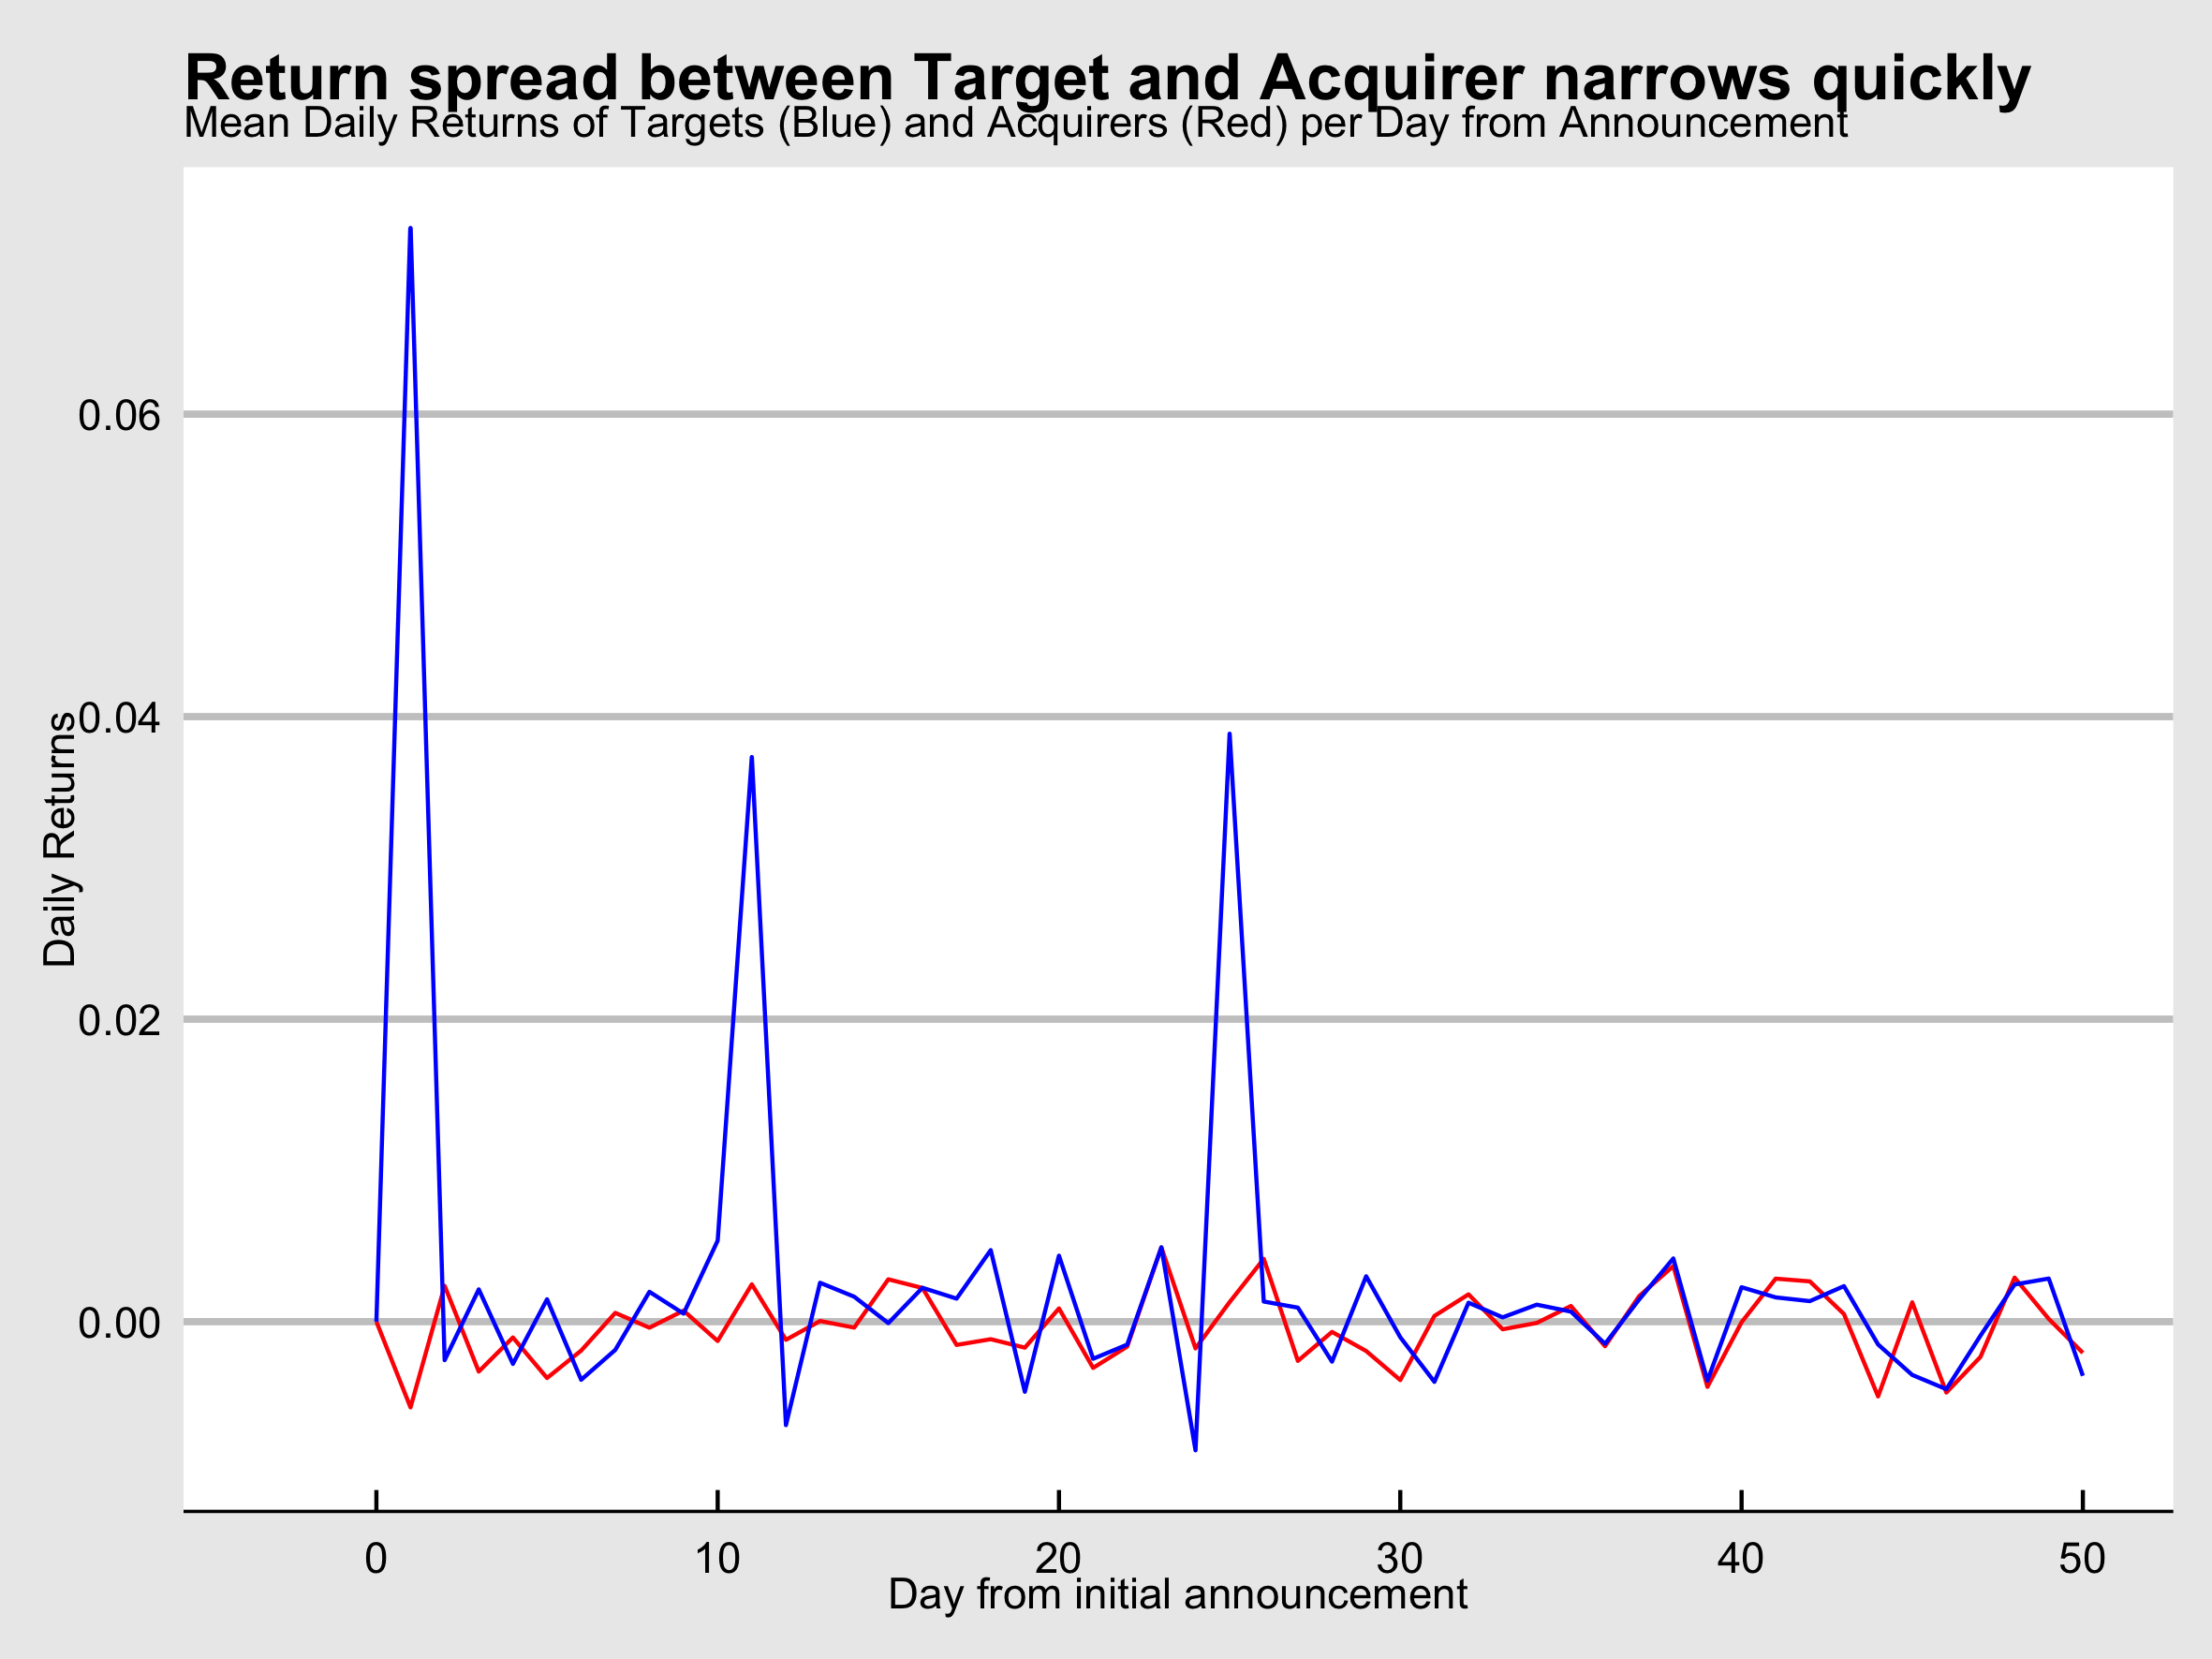 Return spread between Target and Acquirer narrows quickly
Mean Daily Returns of Targets (Blue) and Acquirers (Red) per Day from Announcement
0.06
0.04
0.02
0.00
Daily Returns
0 10 20 30 40 50
Day from initial announcement